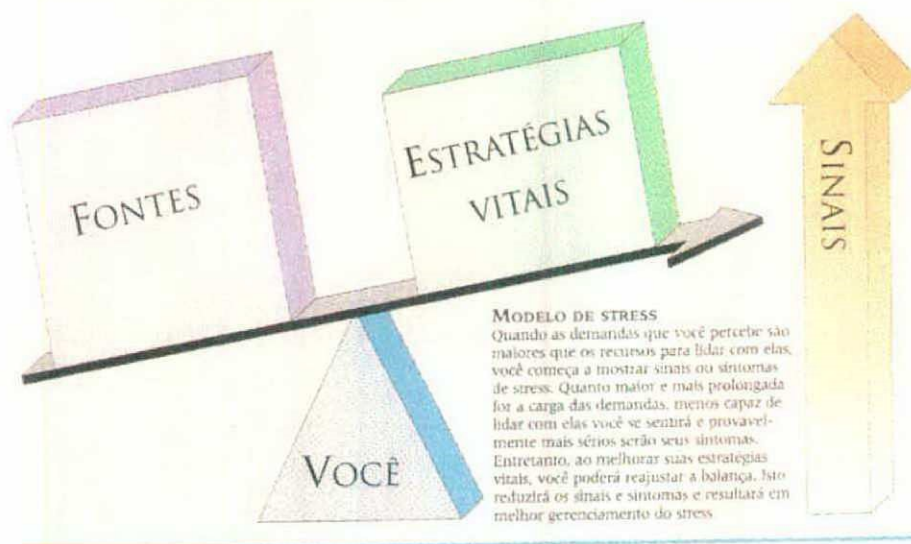 FONTES
ESTRATÉGIAS
VITAIS
SINAIS
VOCÊ
MODELO DE STRESS
Quando as demandas que você percebe são
maiores que os recursos para lidar com elas,
você começa a mostrar sinais ou sintomas
de stress. Quanto maior e mais prolongada
for a carga das demandas, menos capaz de
lidar com elas você se sentirá e provavel-
mente mais sérios serão seus sintomas.
Entretanto, ao melhorar suas estratégias
vitais, você poderá reajustar a balança. Isto
reduzirá os sinais e sintomas e resultará em
melhor gerenciamento do stress